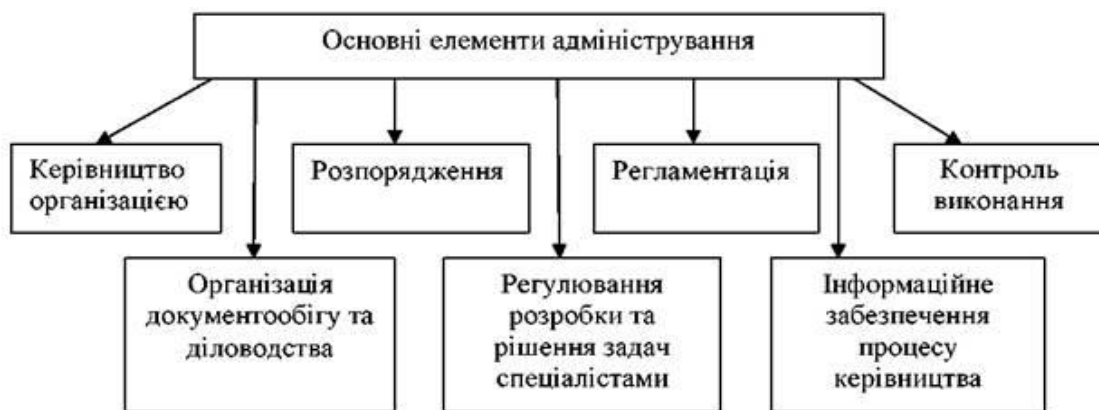 Основні елементи адміністрування
Керівництво
організацією
Розпорядження
Регламентація
Контроль
виконання
Організація
документообігу та
діловодства
Регулювання
розробки та
рішення задач
спеціалістами
Інформаційне
забезпечення
процесу
керівництва